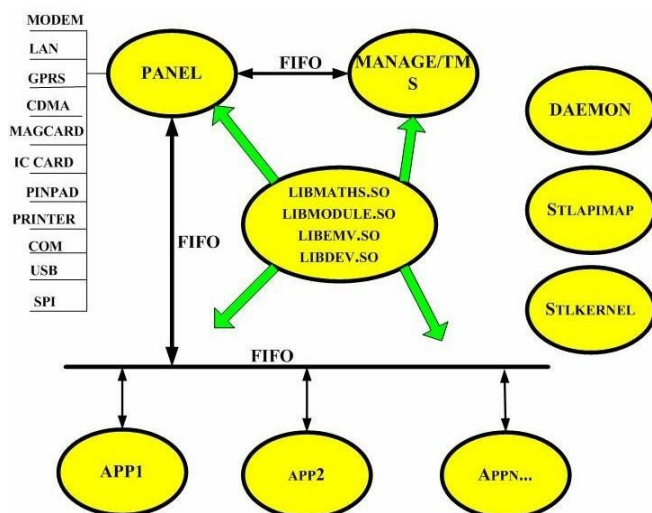 MODEM
LAN
GPRS
CDMA
MAGCARD
IC CARD
PINPAD
PRINTER
COM
USB
SPI
PANEL
FIFO
MANAGE/TM
S
DAEMON
STLAPIMAP
STLKERNEL
LIBMATHS.SO
LIBMODULE.SO
LIBEMV.SO
LIBDEV.SO
FIFO
FIFO
APP1
APP2
APPN...